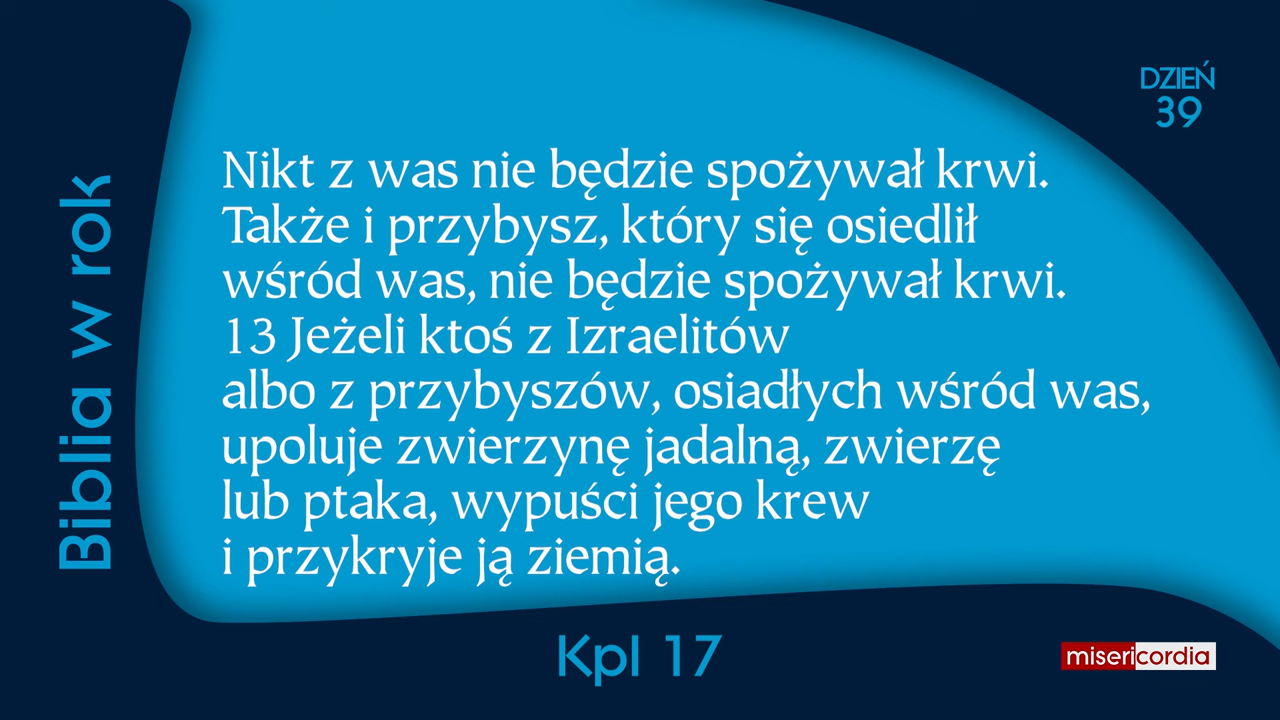 DZIEŃ
39
Biblia w rok
Nikt z was nie będzie spożywał krwi.
Także i przybysz, który się osiedlił
wśród was, nie będzie spożywał krwi.
13 Jeżeli ktoś z Izraelitów
albo z przybyszów, osiadłych wśród was,
upoluje zwierzynę jadalną, zwierzę
lub ptaka, wypuści jego krew
i przykryje ją ziemią.
Kpl 17
misericordia